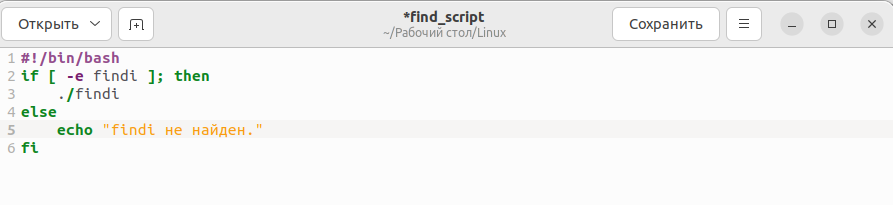 Открыть
*find_script
~/Рабочий стол/Linux
Сохранить
1 #!/bin/bash
2 if [ -e findi ]; then
3     ./findi
4 else
5     echo "findi не найден."
6 fi